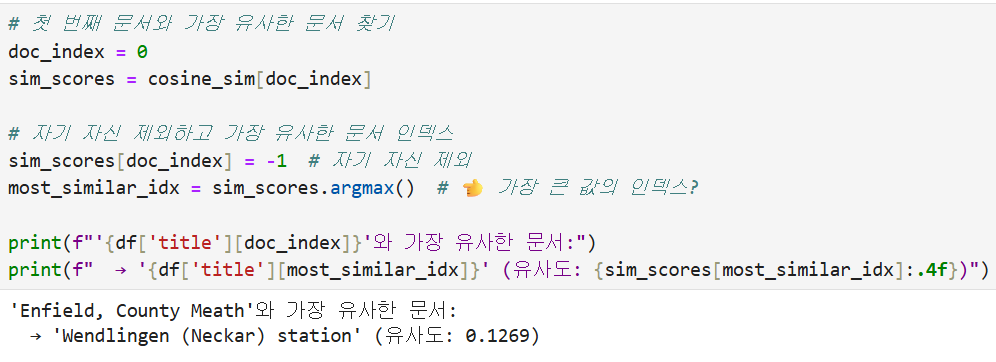 # 첫 번째 문서와 가장 유사한 문서 찾기
doc_index = 0
sim_scores = cosine_sim[doc_index]
# 자기 자신 제외하고 가장 유사한 문서 인덱스
sim_scores[doc_index] = -1  # 자기 자신 제외
most_similar_idx = sim_scores.argmax()  # 👈 가장 큰 값의 인덱스?
print(f"'{df['title'][doc_index]}'와 가장 유사한 문서:")
print(f"  → '{df['title'][most_similar_idx]}' (유사도: {sim_scores[most_similar_idx]:.4f})")
'Enfield, County Meath'와 가장 유사한 문서:
  → 'Wendlingen (Neckar) station' (유사도: 0.1269)